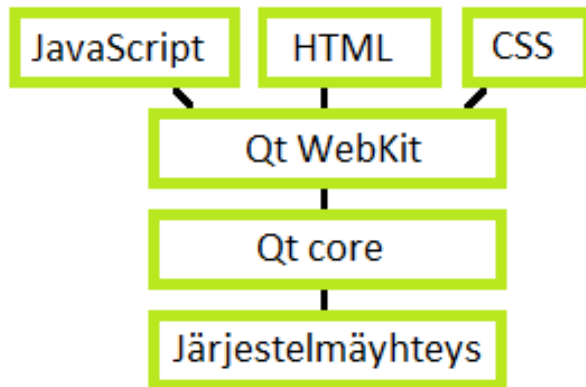 JavaScript
HTML
CSS
Qt WebKit
Qt core
Järjestelmäyhteys